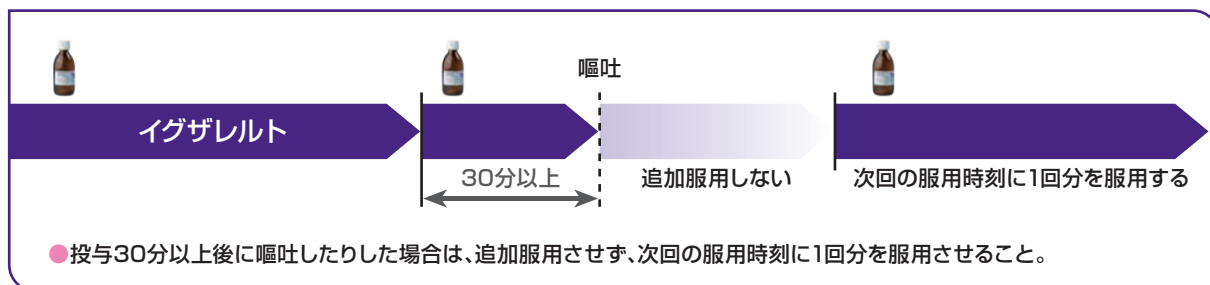 嘔吐
イグザレルト
30分以上
追加服用しない
次回の服用時刻に1回分を服用する
●投与30分以上後に嘔吐したりした場合は、追加服用させず、次回の服用時刻に1回分を服用させること。